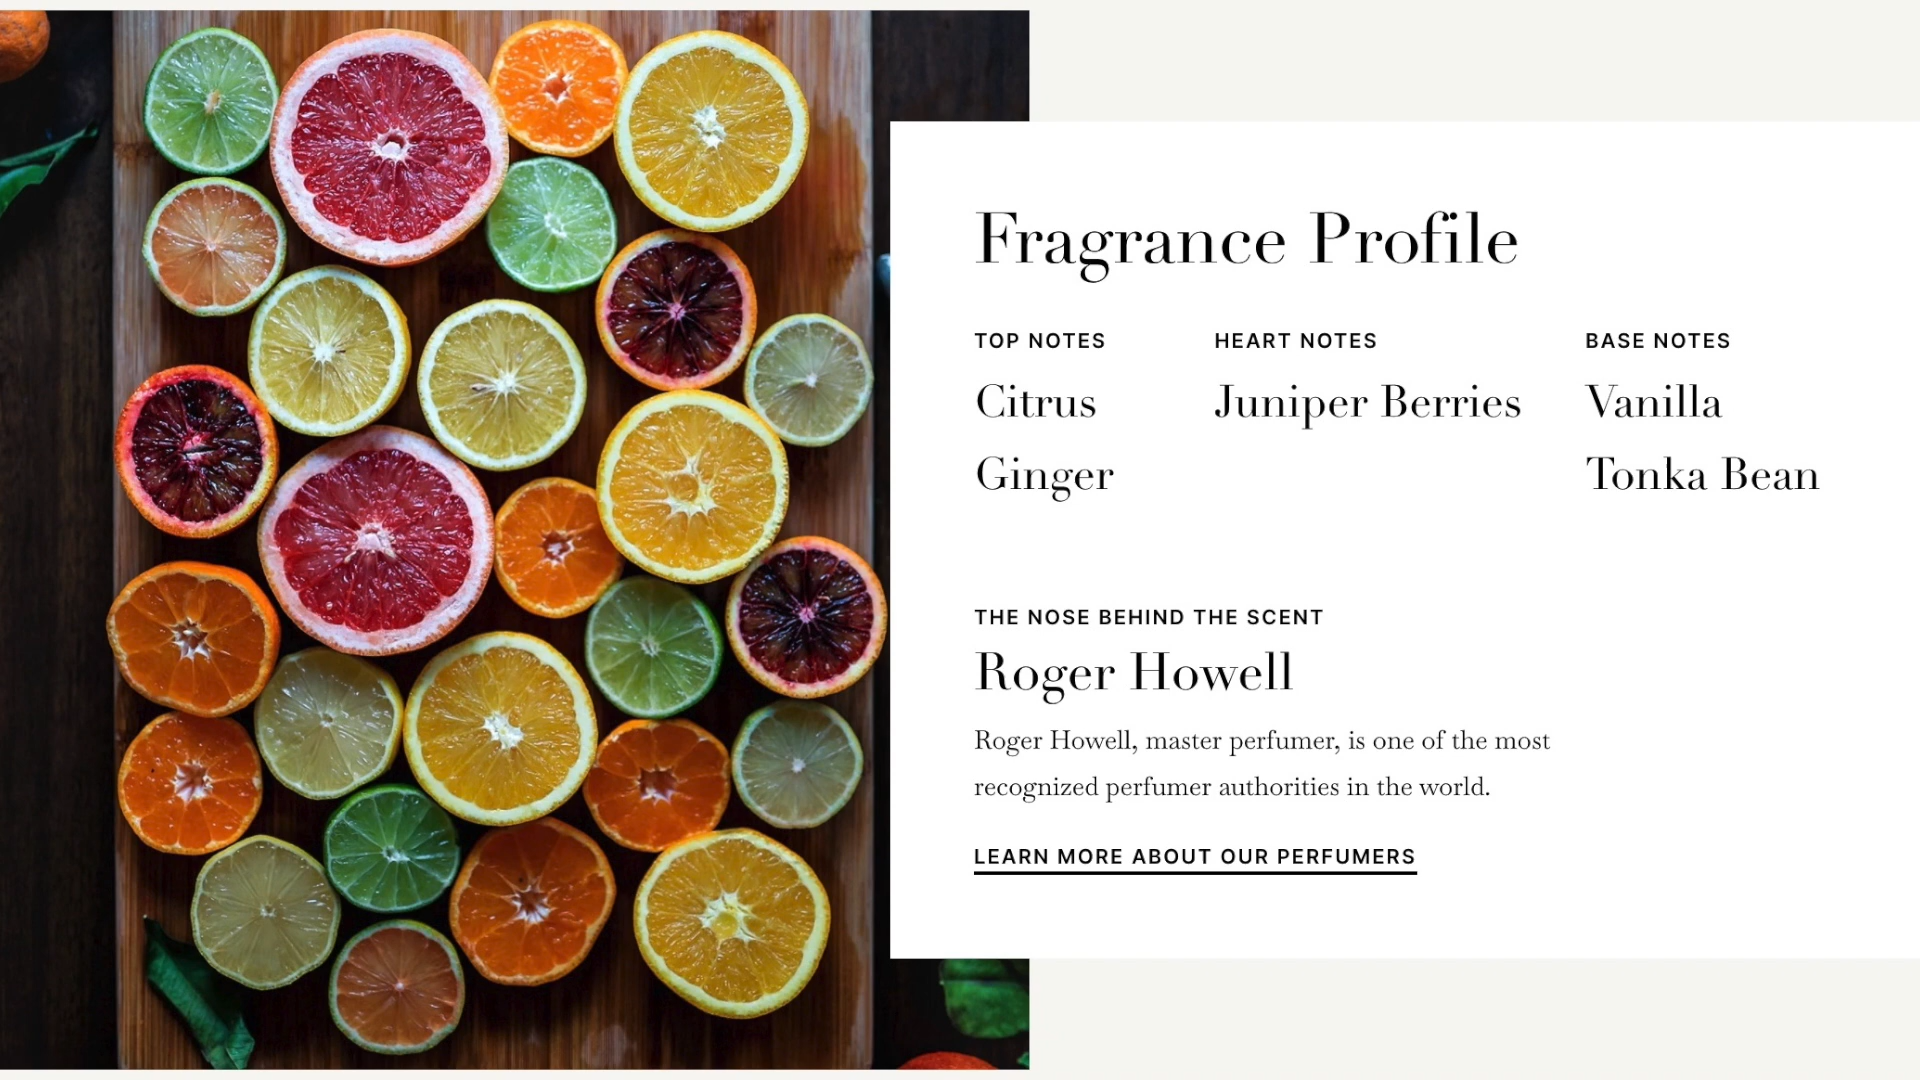 Fragrance Profile
TOP NOTES
Citrus
Ginger
HEART NOTES
Juniper Berries
BASE NOTES
Vanilla
Tonka Bean
THE NOSE BEHIND THE SCENT
Roger Howell
Roger Howell, master perfumer, is one of the most
recognized perfumer authorities in the world.
LEARN MORE ABOUT OUR PERFUMERS